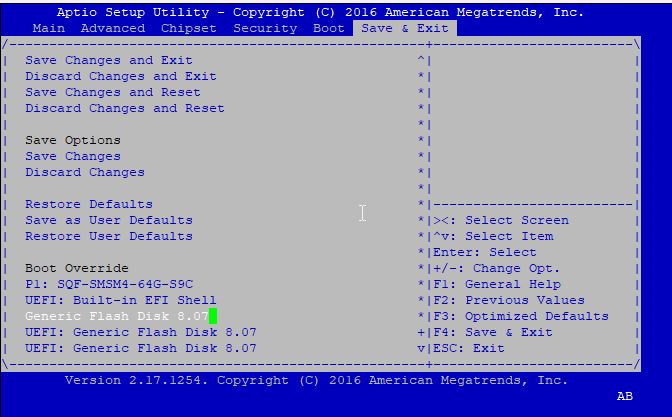 Aptio Setup Utility - Copyright (C) 2016 American Megatrends, Inc.
Main Advanced Chipset Security Boot Save & Exit
/----------------------------------------------------+-------------------------\
| Save Changes and Exit ^| |
| Discard Changes and Exit *| |
| Save Changes and Reset *| |
| Discard Changes and Reset *| |
| *| |
| Save Options *| |
| Save Changes *| |
| Discard Changes *| |
| *| |
| Restore Defaults *|-------------------------|
| Save as User Defaults *|><: Select Screen |
| Restore User Defaults *|^v: Select Item |
| *|Enter: Select |
| Boot Override *|+/-: Change Opt. |
| P1: SQF-SMSM4-64G-S9C *|F1: General Help |
| UEFI: Built-in EFI Shell *|F2: Previous Values |
| Generic Flash Disk 8.07 *|F3: Optimized Defaults |
| UEFI: Generic Flash Disk 8.07 +|F4: Save & Exit |
| UEFI: Generic Flash Disk 8.07 v|ESC: Exit |
\----------------------------------------------------+-------------------------/
Version 2.17.1254. Copyright (C) 2016 American Megatrends, Inc.
AB